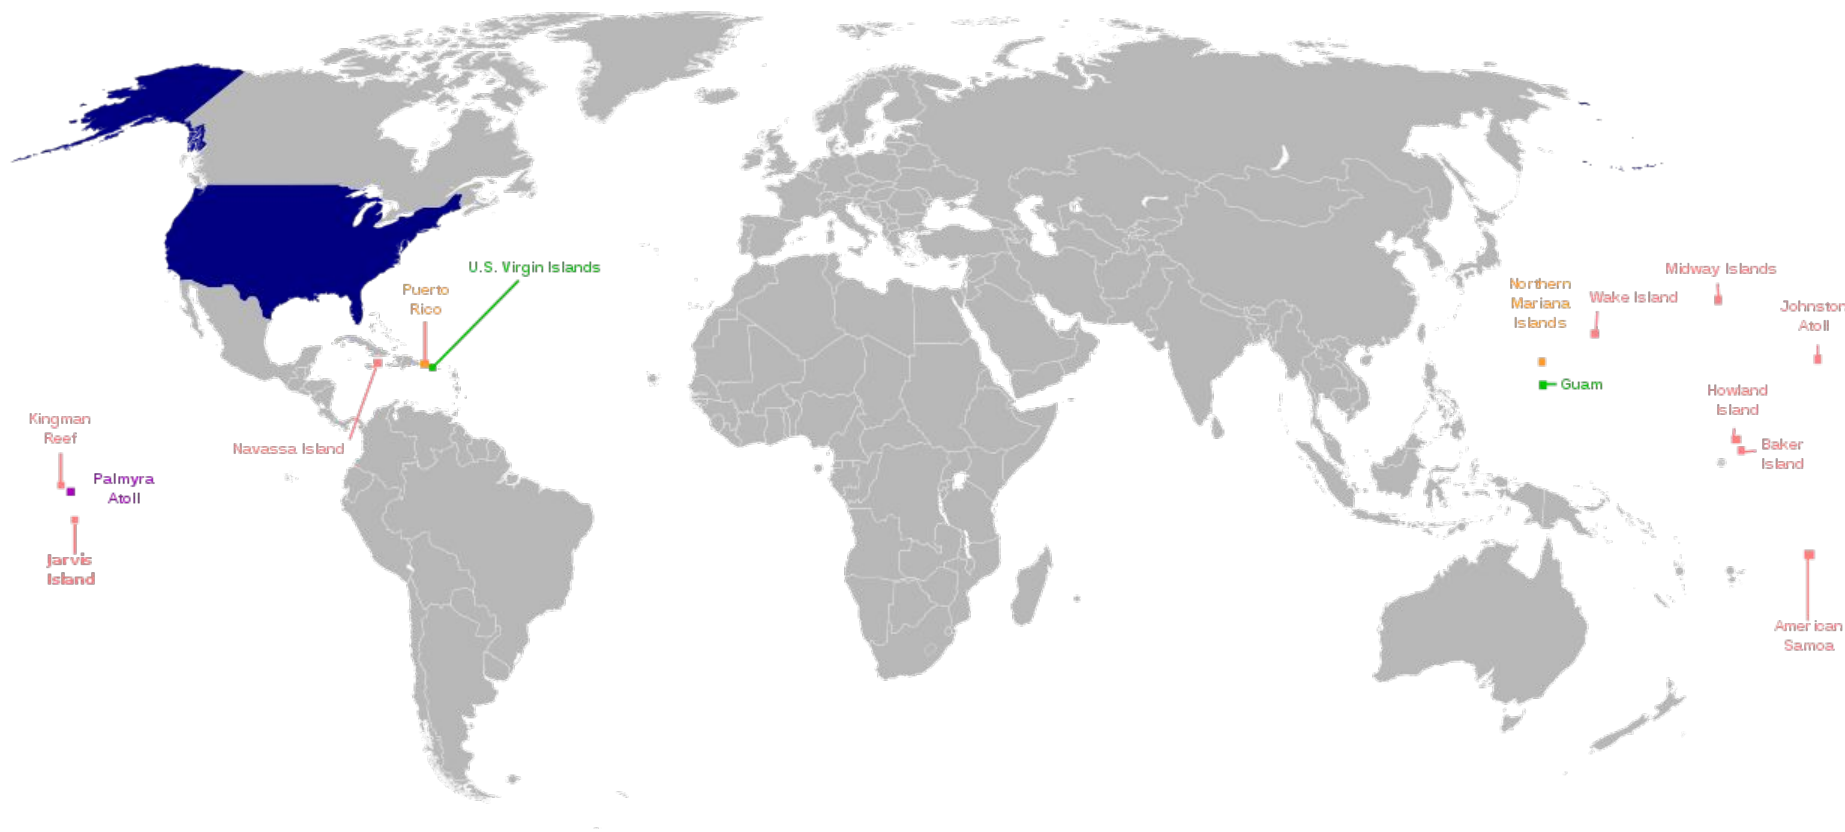 U.S. Virgin Islands
Puerto
Rico
Navassa Island
Kingman
Reef
Palmyra
Atoll
Jarvis
Island
Northern
Mariana
Islands
Wake Island
Midway Islands
Johnston
Atoll
Guam
Howland
Island
Baker
Island
American
Samoa